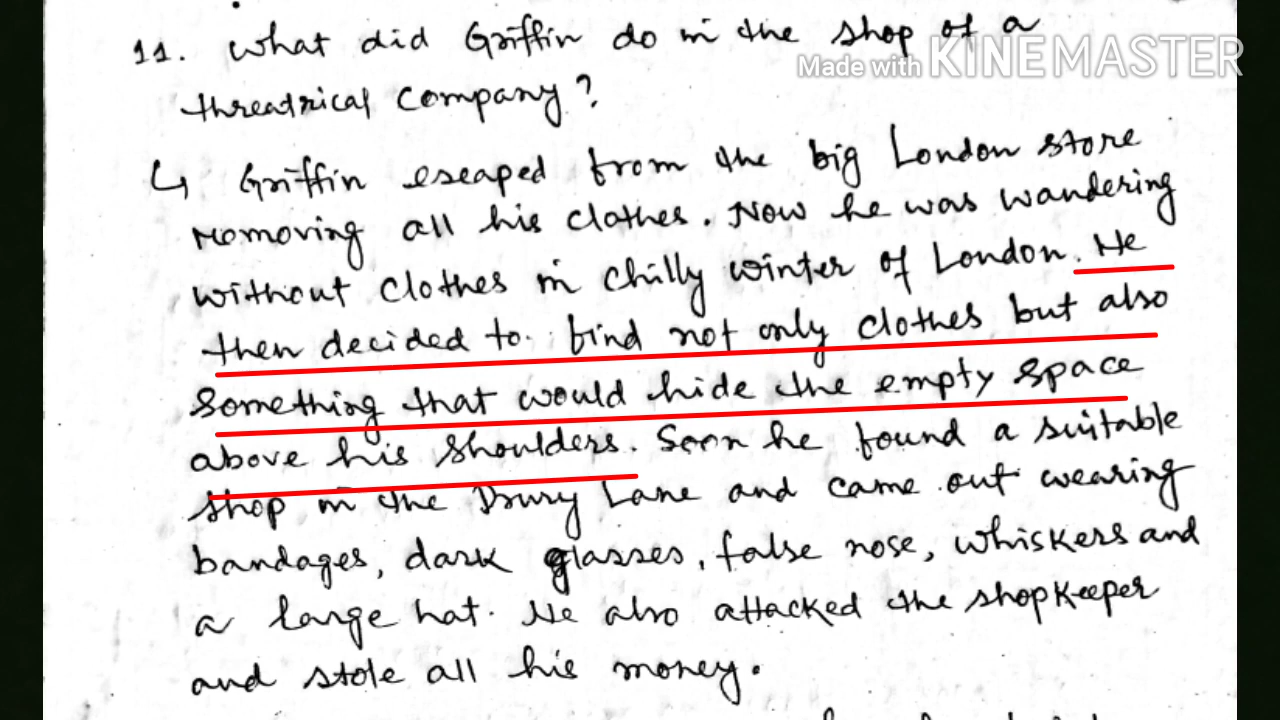 11. What did Griffin do in the shop of a
Made with KINEMASTER
threatrical company?
↳ Griffin escaped from the big London store
removing all his clothes. Now he was wandering
without clothes in chilly winter of London. He
then decided to find not only clothes but also
something that would hide the empty space
above his shoulders. Soon he found a suitable
shop in the Drury Lane and came out wearing
bandages, dark glasses, false nose, whiskers and
a large hat. He also attacked the shopkeeper
and stole all his money.